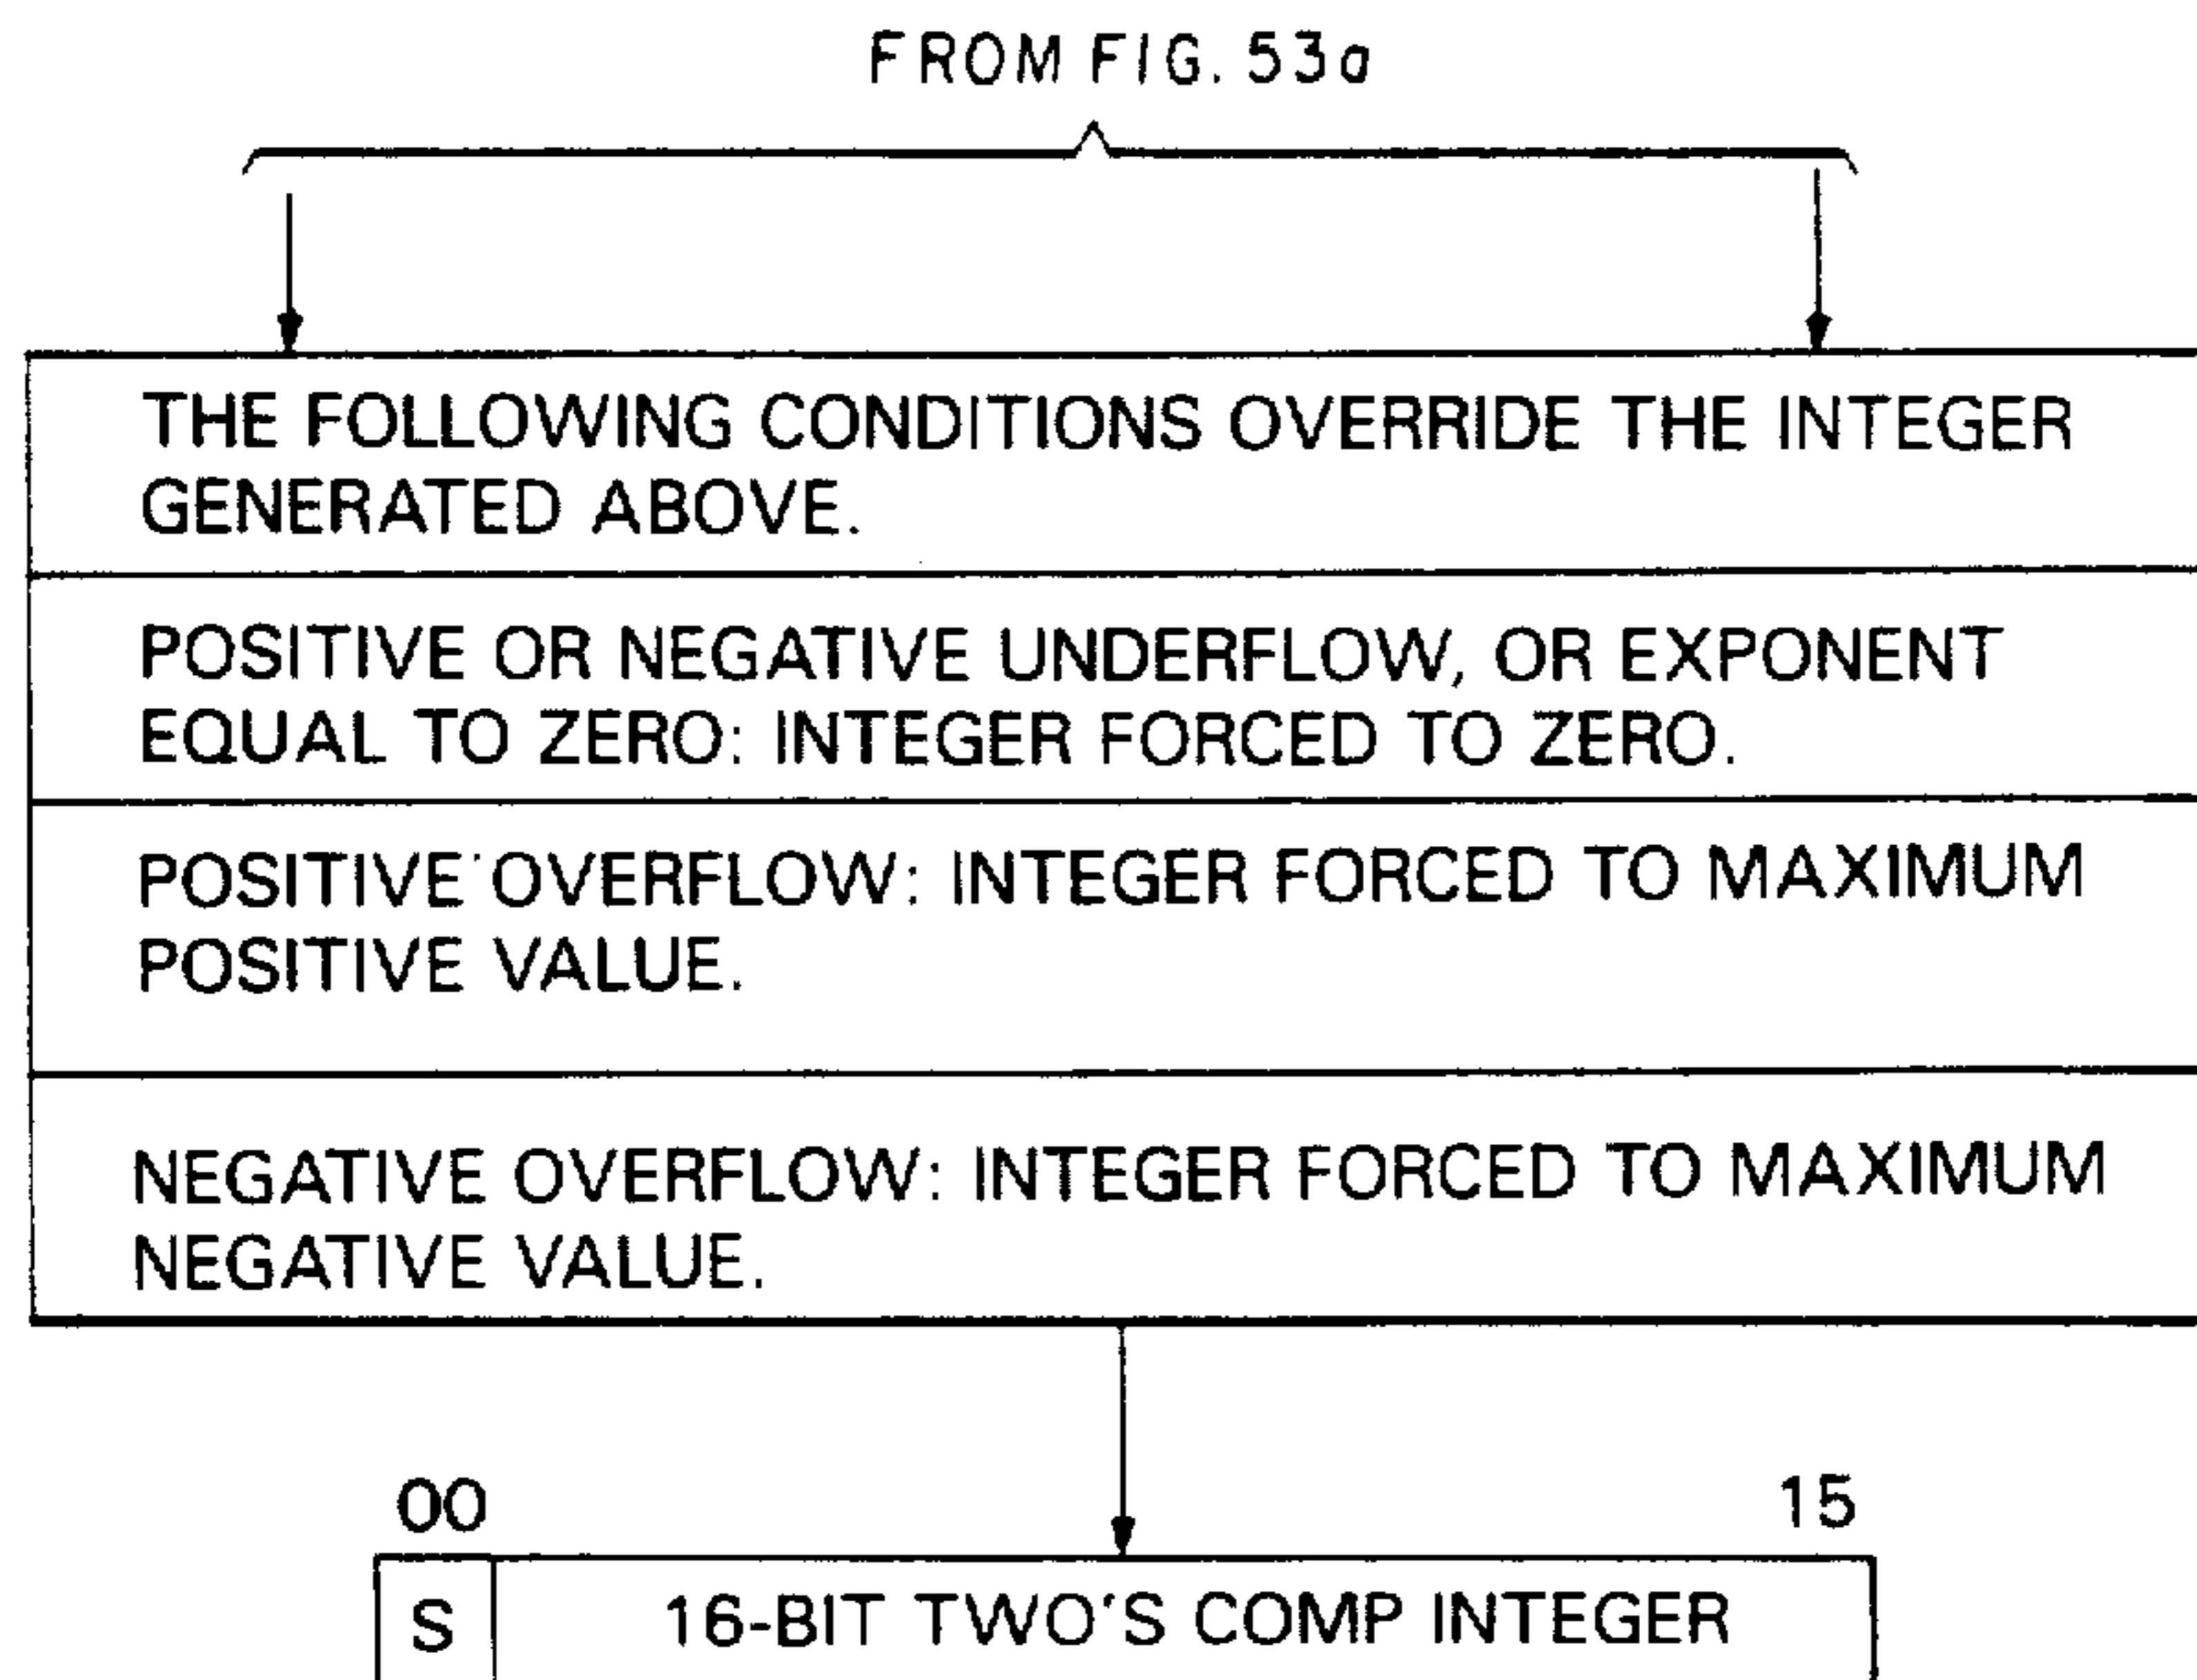 FROM FIG. 53a
THE FOLLOWING CONDITIONS OVERRIDE THE INTEGER
GENERATED ABOVE.
POSITIVE OR NEGATIVE UNDERFLOW, OR EXPONENT
EQUAL TO ZERO: INTEGER FORCED TO ZERO.
POSITIVE OVERFLOW: INTEGER FORCED TO MAXIMUM
POSITIVE VALUE.
NEGATIVE OVERFLOW: INTEGER FORCED TO MAXIMUM
NEGATIVE VALUE.
00 15
S 16-BIT TWO'S COMP INTEGER